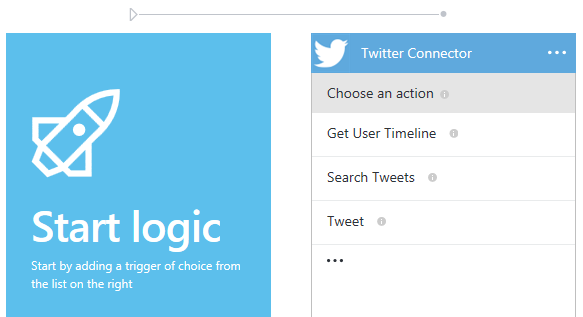 Start logic
Start by adding a trigger of choice from
the list on the right
Twitter Connector
Choose an action
Get User Timeline
Search Tweets
Tweet